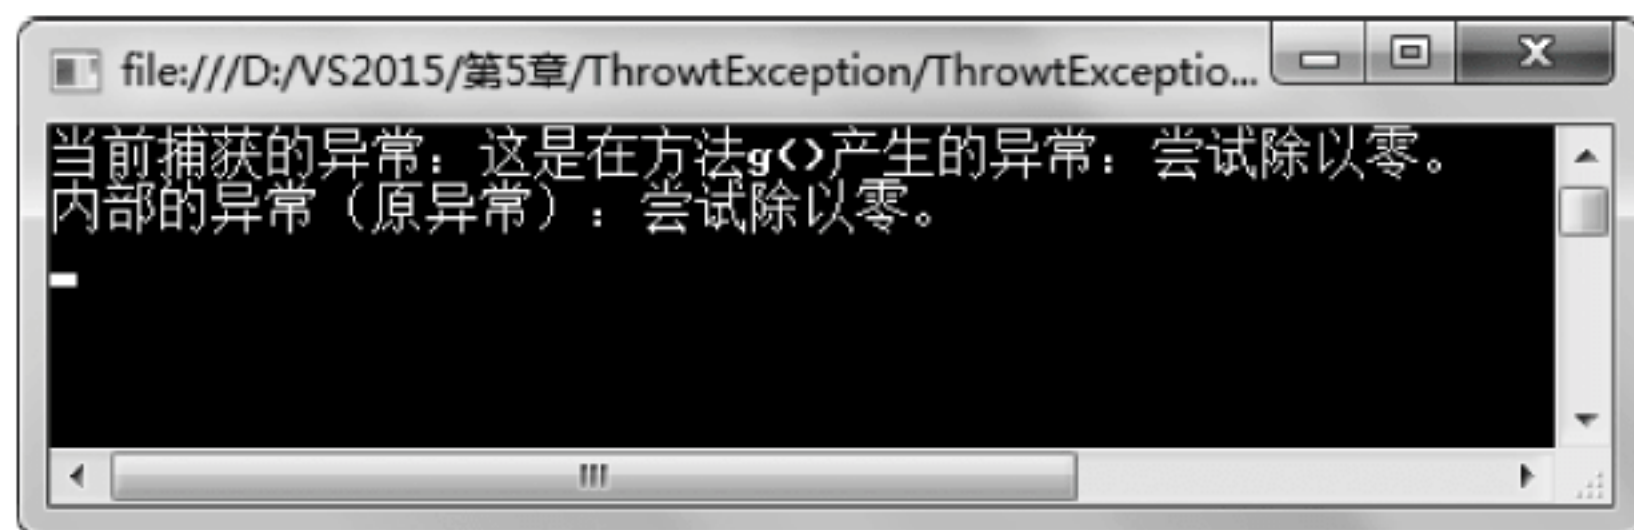 file:///D:/VS2015/第5章/ThrowtException/ThrowtExceptio...
当前捕获的异常：这是在方法g()产生的异常：尝试除以零。
内部的异常（原异常）：尝试除以零。